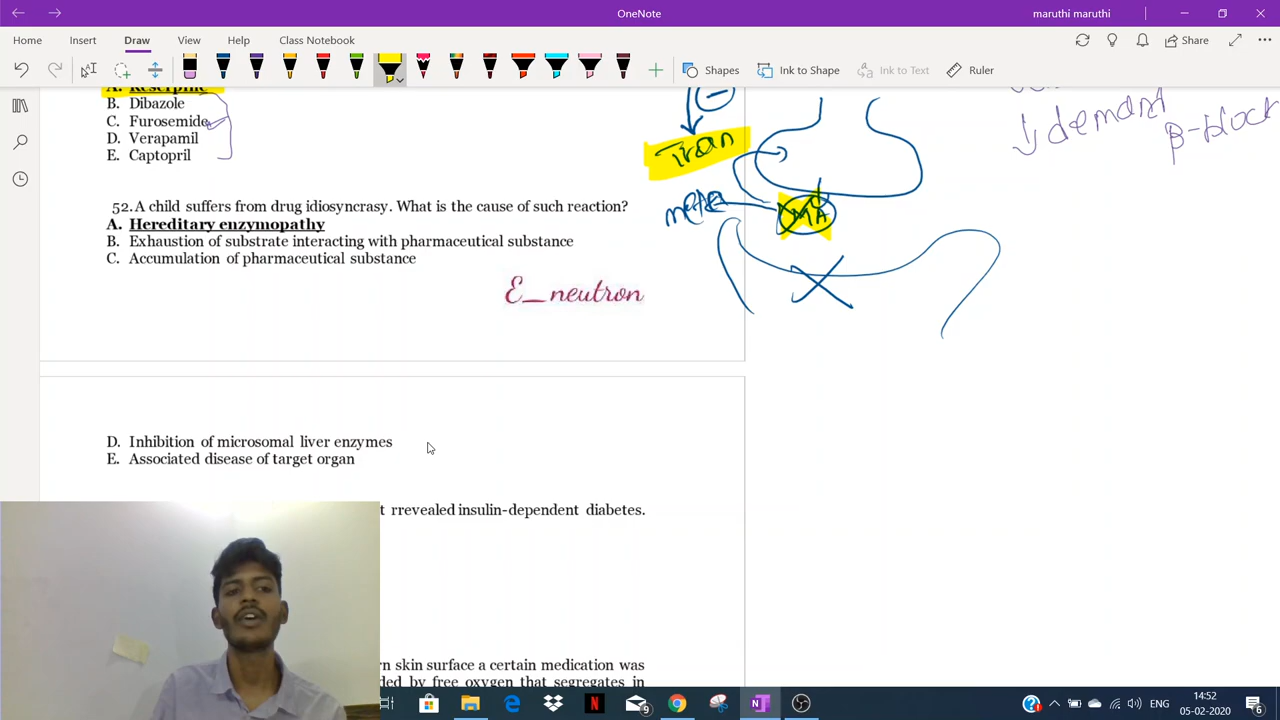 OneNote
maruthi maruthi
Home
Insert
Draw
View
Help
Class Notebook
Share
Shapes
Ink to Shape
Ink to Text
Ruler
A. Reserpine
B. Dibazole
C. Furosemide
D. Verapamil
E. Captopril
52. A child suffers from drug idiosyncrasy. What is the cause of such reaction?
A. Hereditary enzymopathy
B. Exhaustion of substrate interacting with pharmaceutical substance
C. Accumulation of pharmaceutical substance
E_neutron
D. Inhibition of microsomal liver enzymes
E. Associated disease of target organ
t rrevealed insulin-dependent diabetes.
rn skin surface a certain medication was
ded by free oxygen that segregates in
↓ demand
β-block
ENG
14:52
05-02-2020
9
6